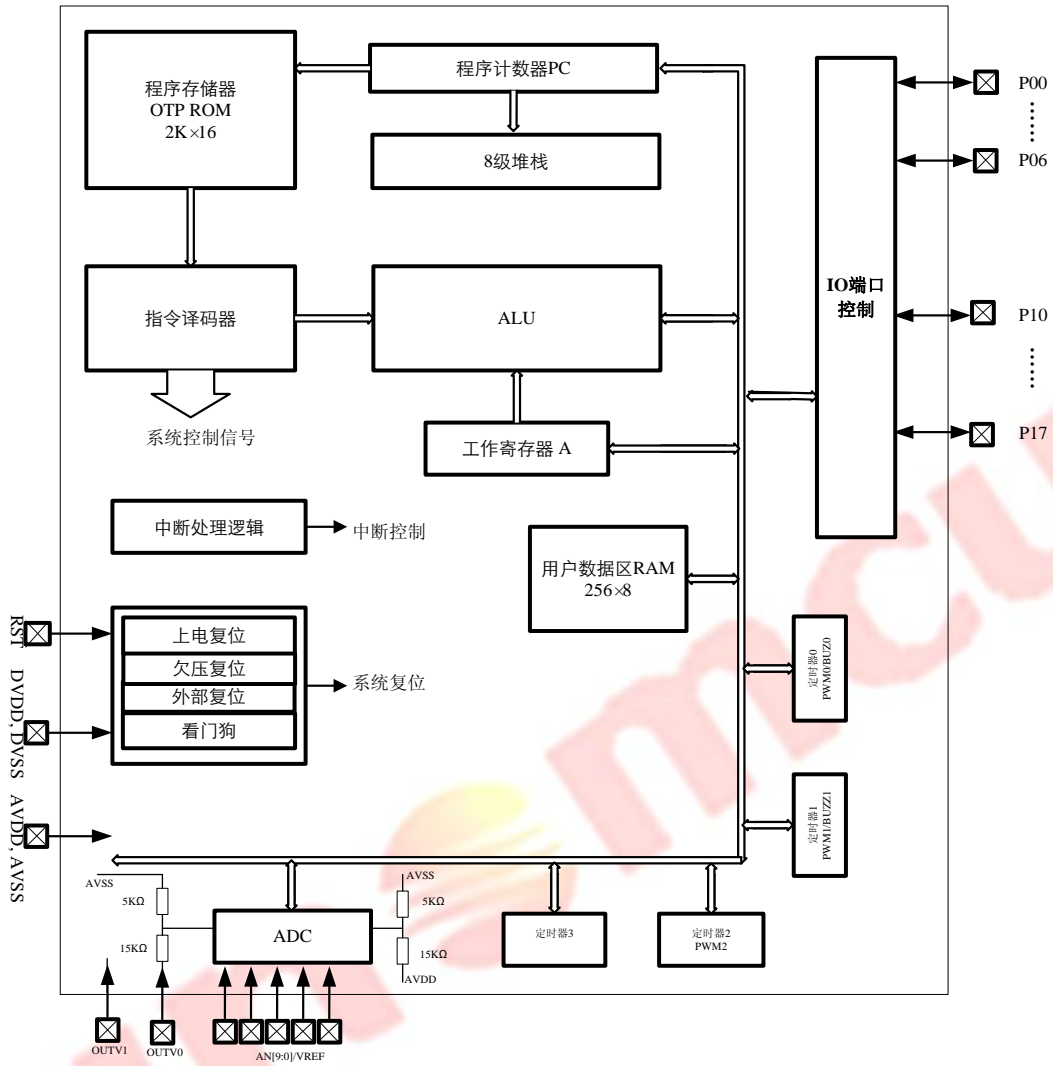 程序存储器
OTP ROM
2K×16
程序计数器PC
8级堆栈
指令译码器
ALU
系统控制信号
工作寄存器 A
中断处理逻辑
中断控制
用户数据区RAM
256×8
上电复位
欠压复位
外部复位
看门狗
系统复位
IO端口
控制
P00
......
P06
P10
......
P17
RST
DVDD, DVSS
AVDD, AVSS
定时器0
PWM0/BUZ0
定时器1
PWM1/BUZZ1
AVSS
5KΩ
15KΩ
ADC
AVSS
5KΩ
15KΩ
AVDD
定时器3
定时器2
PWM2
OUTV1
OUTV0
AN[9:0]/VREF
mcu